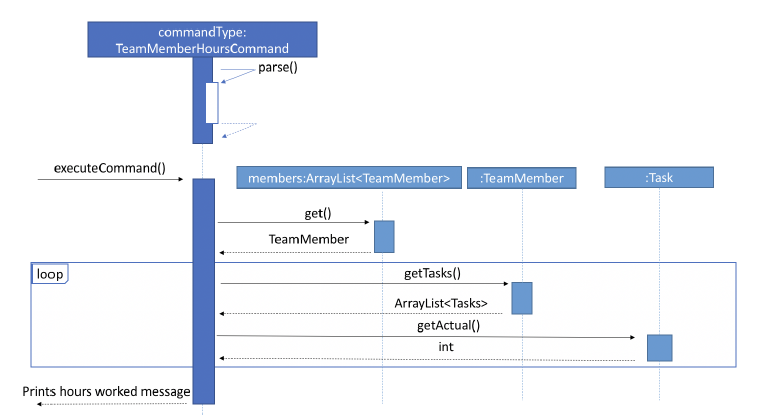 commandType:
TeamMemberHoursCommand
parse()
executeCommand()
members:ArrayList<TeamMember>
:TeamMember
:Task
get()
TeamMember
loop
getTasks()
ArrayList<Tasks>
getActual()
int
Prints hours worked message